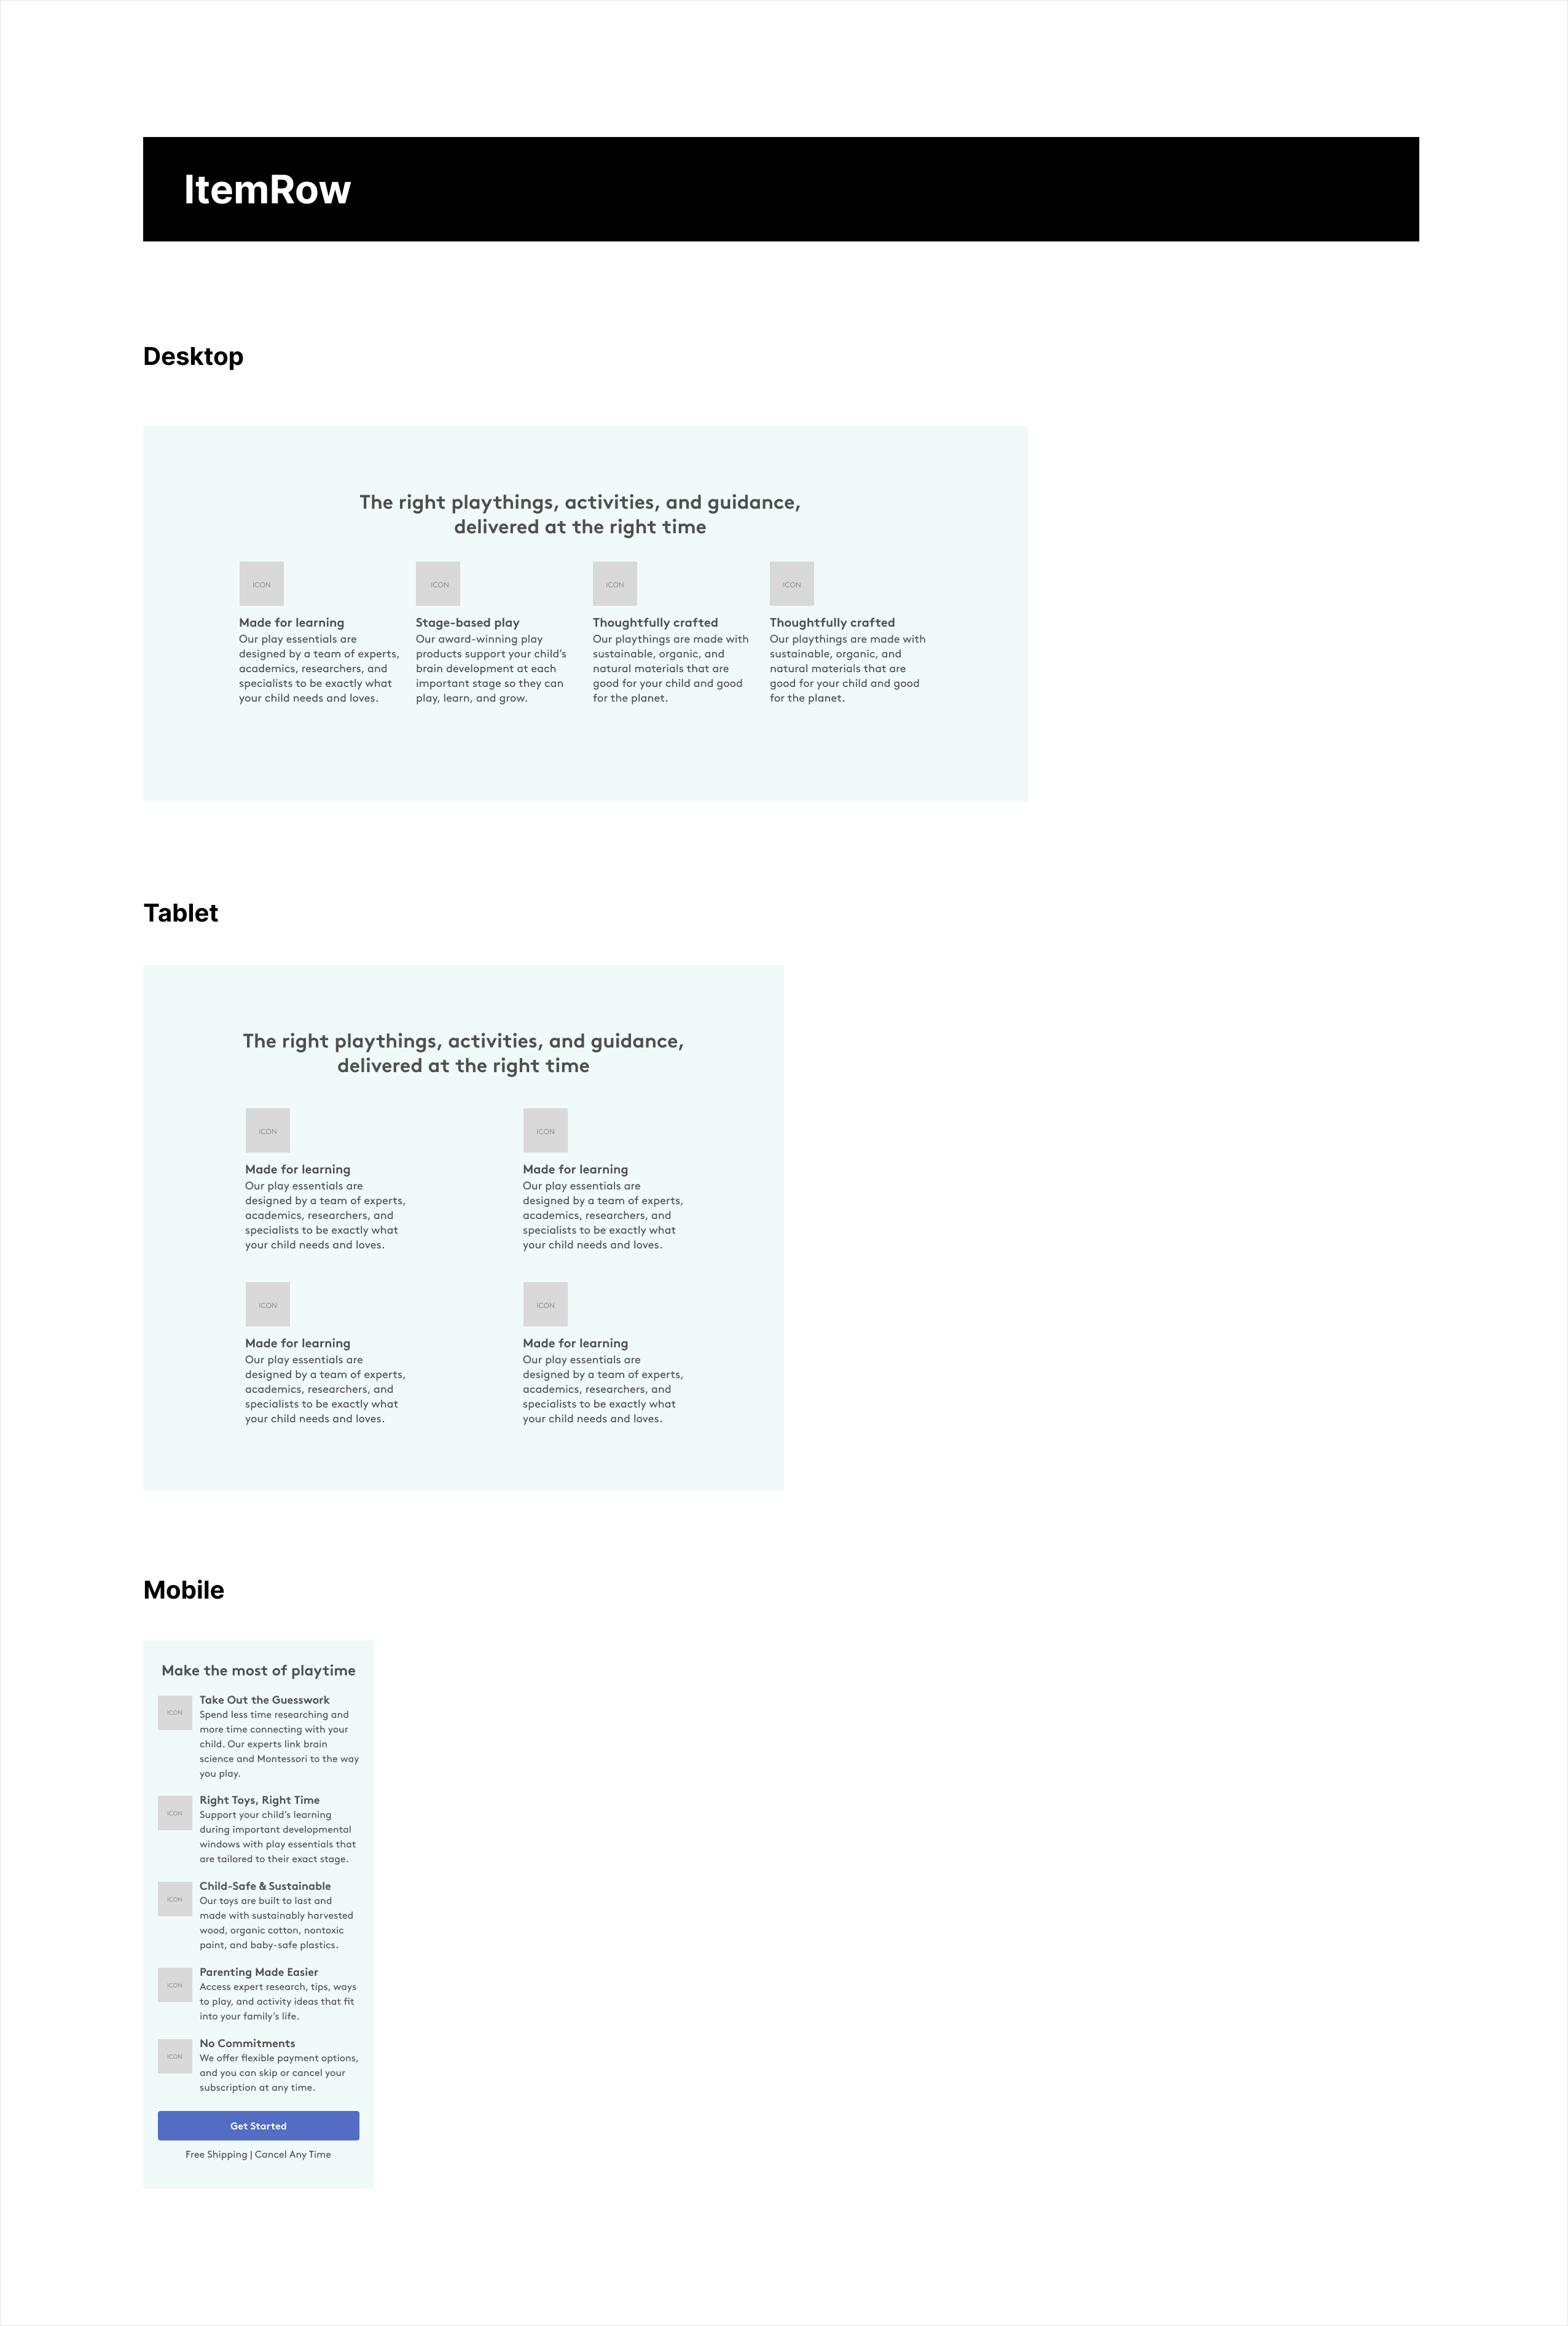 ItemRow
Desktop
The right playthings, activities, and guidance,
delivered at the right time
ICON
Made for learning
Our play essentials are
designed by a team of experts,
academics, researchers, and
specialists to be exactly what
your child needs and loves.
ICON
Stage-based play
Our award-winning play
products support your child’s
brain development at each
important stage so they can
play, learn, and grow.
ICON
Thoughtfully crafted
Our playthings are made with
sustainable, organic, and
natural materials that are
good for your child and good
for the planet.
ICON
Thoughtfully crafted
Our playthings are made with
sustainable, organic, and
natural materials that are
good for your child and good
for the planet.
Tablet
The right playthings, activities, and guidance,
delivered at the right time
ICON
Made for learning
Our play essentials are
designed by a team of experts,
academics, researchers, and
specialists to be exactly what
your child needs and loves.
ICON
Made for learning
Our play essentials are
designed by a team of experts,
academics, researchers, and
specialists to be exactly what
your child needs and loves.
ICON
Made for learning
Our play essentials are
designed by a team of experts,
academics, researchers, and
specialists to be exactly what
your child needs and loves.
ICON
Made for learning
Our play essentials are
designed by a team of experts,
academics, researchers, and
specialists to be exactly what
your child needs and loves.
Mobile
Make the most of playtime
ICON
Take Out the Guesswork
Spend less time researching and
more time connecting with your
child. Our experts link brain
science and Montessori to the way
you play.
ICON
Right Toys, Right Time
Support your child’s learning
during important developmental
windows with play essentials that
are tailored to their exact stage.
ICON
Child-Safe & Sustainable
Our toys are built to last and
made with sustainably harvested
wood, organic cotton, nontoxic
paint, and baby-safe plastics.
ICON
Parenting Made Easier
Access expert research, tips, ways
to play, and activity ideas that fit
into your family’s life.
ICON
No Commitments
We offer flexible payment options,
and you can skip or cancel your
subscription at any time.
Get Started
Free Shipping | Cancel Any Time